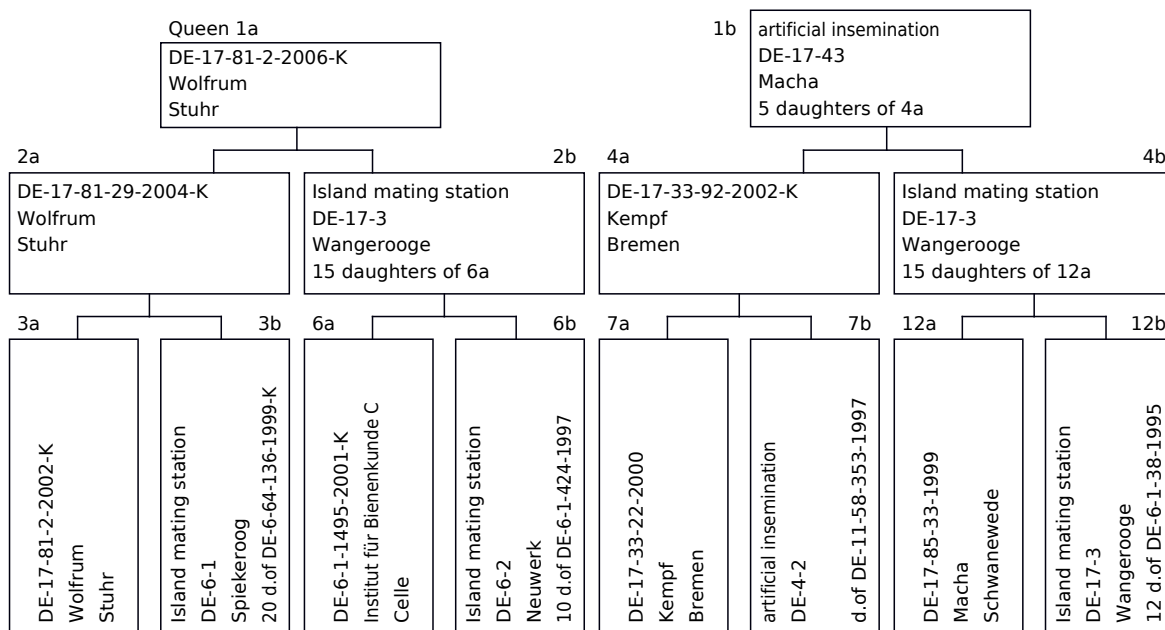 Queen 1a
DE-17-81-2-2006-K
Wolfrum
Stuhr
1b
artificial insemination
DE-17-43
Macha
5 daughters of 4a
2a
DE-17-81-29-2004-K
Wolfrum
Stuhr
2b
Island mating station
DE-17-3
Wangerooge
15 daughters of 6a
4a
DE-17-33-92-2002-K
Kempf
Bremen
4b
Island mating station
DE-17-3
Wangerooge
15 daughters of 12a
3a
DE-17-81-2-2002-K
Wolfrum
Stuhr
3b
Island mating station
DE-6-1
Spiekeroog
20 d.of DE-6-64-136-1999-K
6a
DE-6-1-1495-2001-K
Institut für Bienenkunde C
Celle
6b
Island mating station
DE-6-2
Neuwerk
10 d.of DE-6-1-424-1997
7a
DE-17-33-22-2000
Kempf
Bremen
7b
artificial insemination
DE-4-2
d.of DE-11-58-353-1997
12a
DE-17-85-33-1999
Macha
Schwanewede
12b
Island mating station
DE-17-3
Wangerooge
12 d.of DE-6-1-38-1995